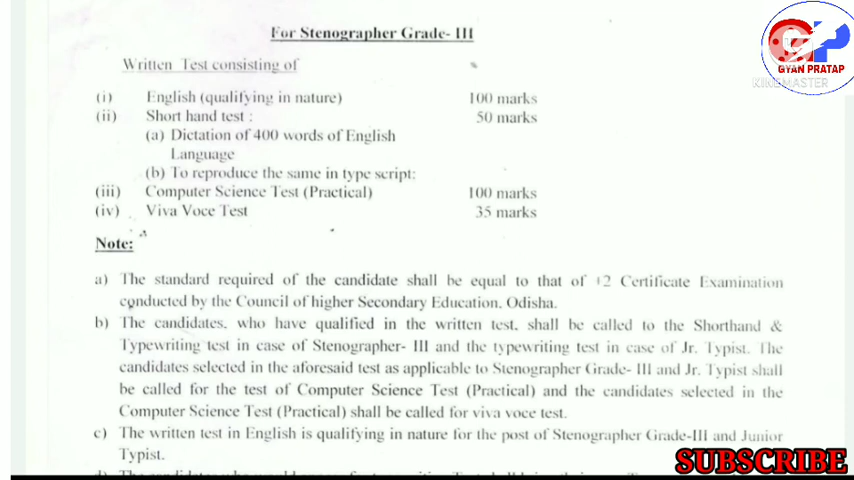 For Stenographer Grade- III
GP
GYAN PRATAP
KINEMASTER
Written Test consisting of
(i) English (qualifying in nature) 100 marks
(ii) Short hand test : 50 marks
(a) Dictation of 400 words of English
Language
(b) To reproduce the same in type script:
(iii) Computer Science Test (Practical) 100 marks
(iv) Viva Voce Test 35 marks
Note:
a) The standard required of the candidate shall be equal to that of +2 Certificate Examination
conducted by the Council of higher Secondary Education, Odisha.
b) The candidates, who have qualified in the written test, shall be called to the Shorthand &
Typewriting test in case of Stenographer- III and the typewriting test in case of Jr. Typist. The
candidates selected in the aforesaid test as applicable to Stenographer Grade- III and Jr. Typist shall
be called for the test of Computer Science Test (Practical) and the candidates selected in the
Computer Science Test (Practical) shall be called for viva voce test.
c) The written test in English is qualifying in nature for the post of Stenographer Grade-III and Junior
Typist.
SUBSCRIBE